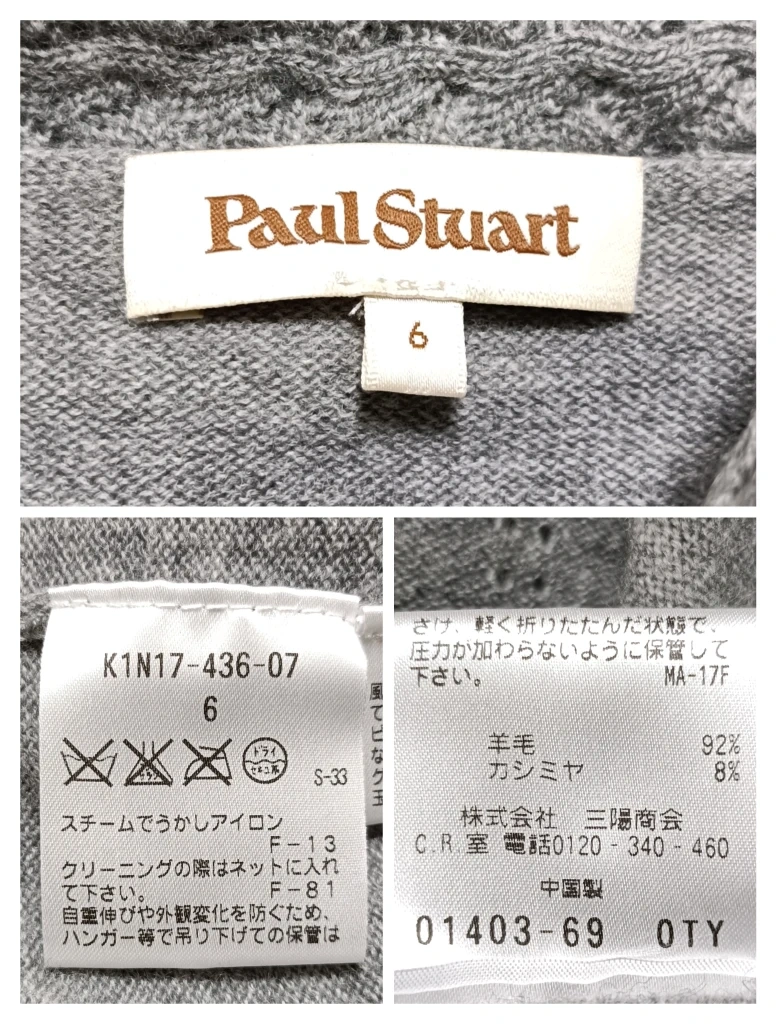 Paul Stuart
6
K1N17-436-07
6
ドライ
セキユ系
S-33
スチームでうかしアイロン
F-13
クリーニングの際はネットに入れ
て下さい。 F-81
自重伸びや外観変化を防ぐため、
ハンガー等で吊り下げての保管は
さけ、軽く折りたたんだ状態で、
圧力が加わらないように保管して
下さい。 MA-17F
羊毛 92%
カシミヤ 8%
株式会社 三陽商会
C.R.室 電話0120-340-460
中国製
01403-69 0TY